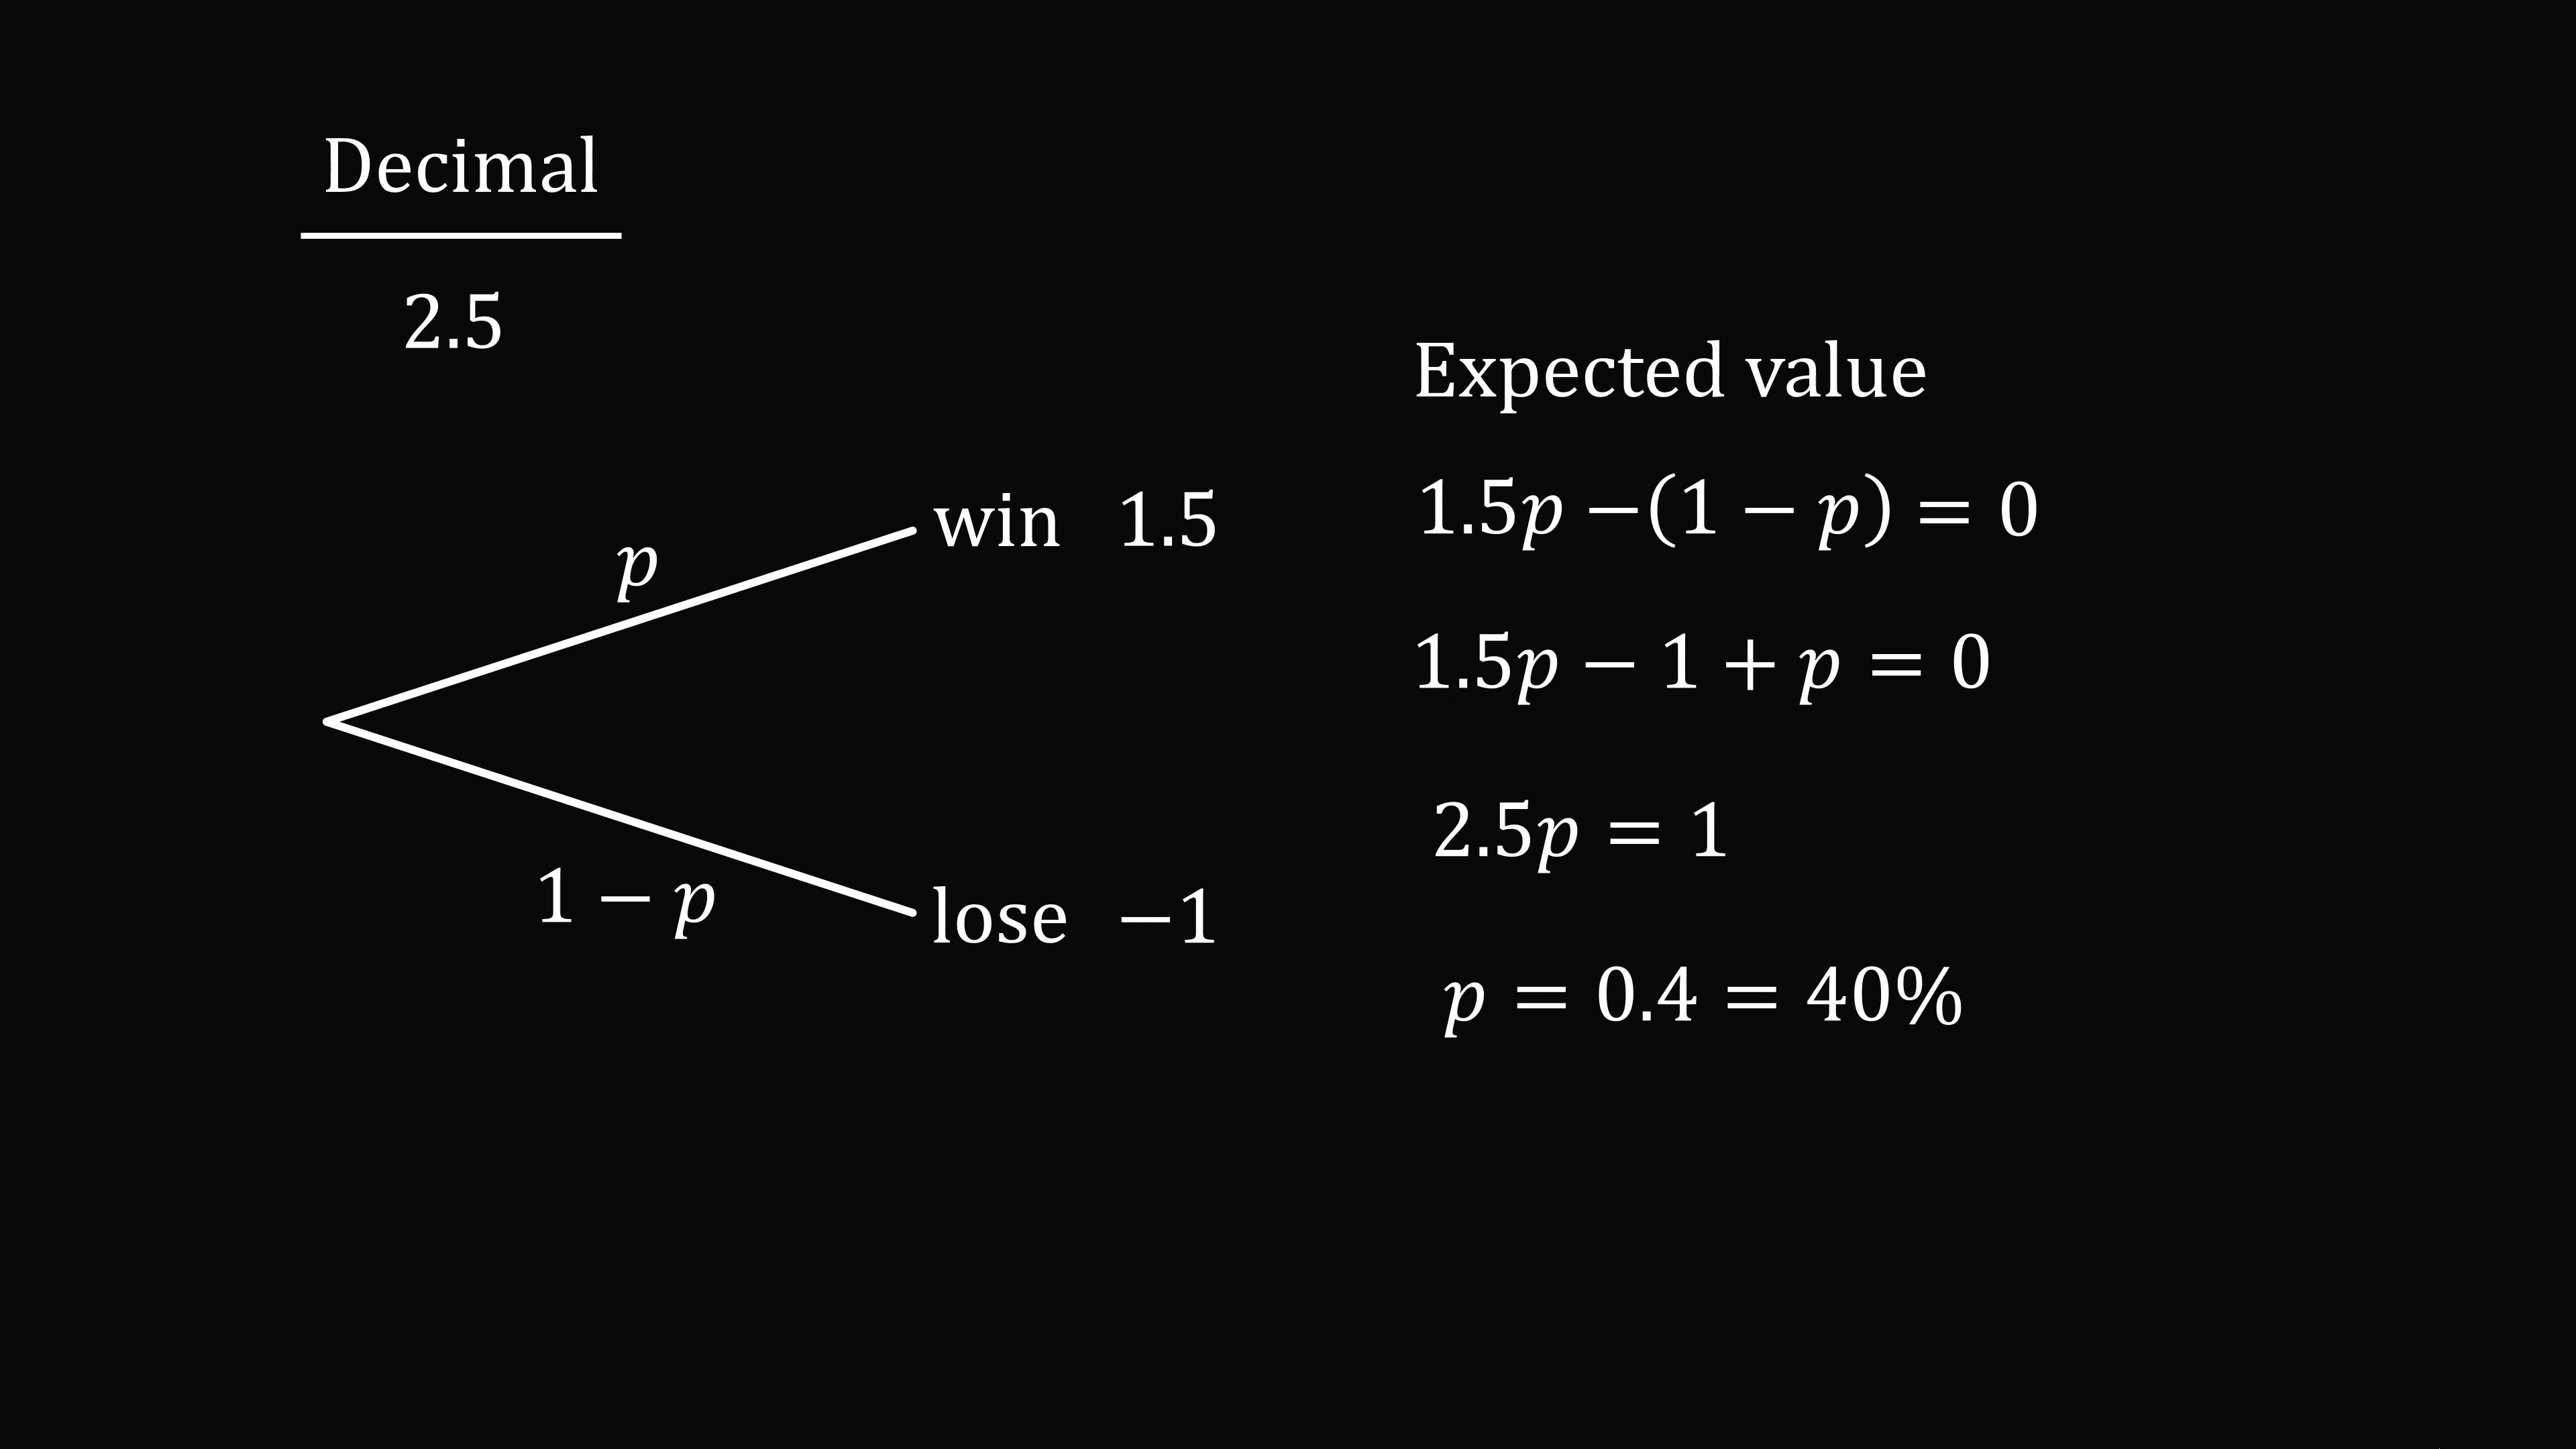 Decimal
2.5
p
win 1.5
1 − p
lose −1
Expected value
1.5p −(1 − p) = 0
1.5p − 1 + p = 0
2.5p = 1
p = 0.4 = 40%